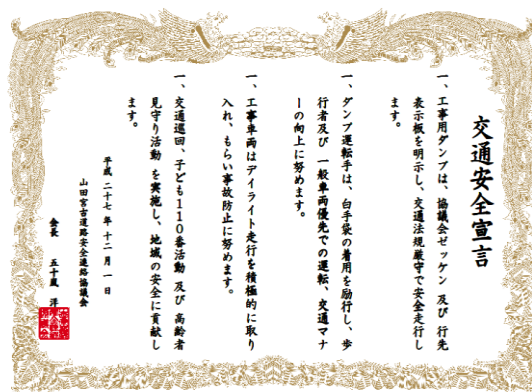 交通安全宣言
一、工事用ダンプは、協議会ゼッケン 及び 行先
表示板を明示し、交通法規厳守で安全走行し
ます。
一、ダンプ運転手は、白手袋の着用を励行し、歩
行者及び 一般車両優先での運転、交通マナ
ーの向上に努めます。
一、工事車両はデイライト走行を積極的に取り
入れ、もらい事故防止に努めます。
一、交通巡回、子ども110番活動 及び 高齢者
見守り活動 を実施し、地域の安全に貢献し
ます。
平成 二十七 年 十二 月 一 日
山田宮古道路安全連絡協議会
会長 五十嵐 洋